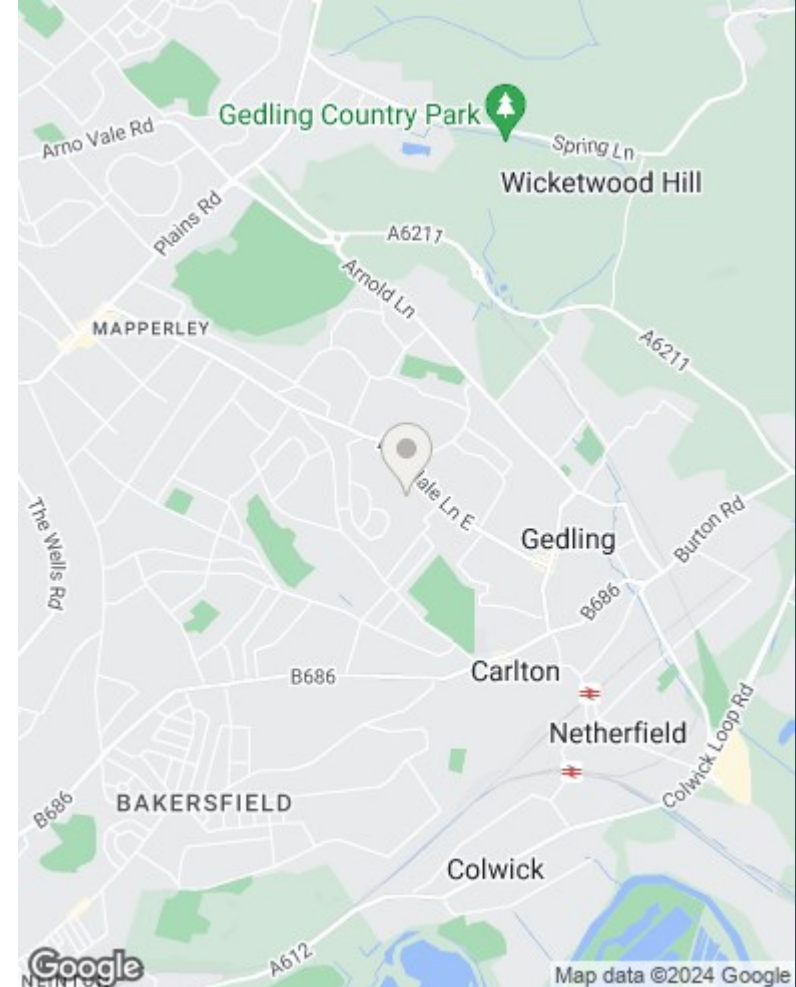 Gedling Country Park
Arno Vale Rd
Spring Ln
Wicketwood Hill
Plains Rd
A6211
Arnold Ln
MAPPERLEY
A6211
The Wells Rd
Gedling
Burton Rd
B686
Carlton
B686
Netherfield
Colwick Loop Rd
B686
BAKERSFIELD
Colwick
A612
Google
Map data ©2024 Google